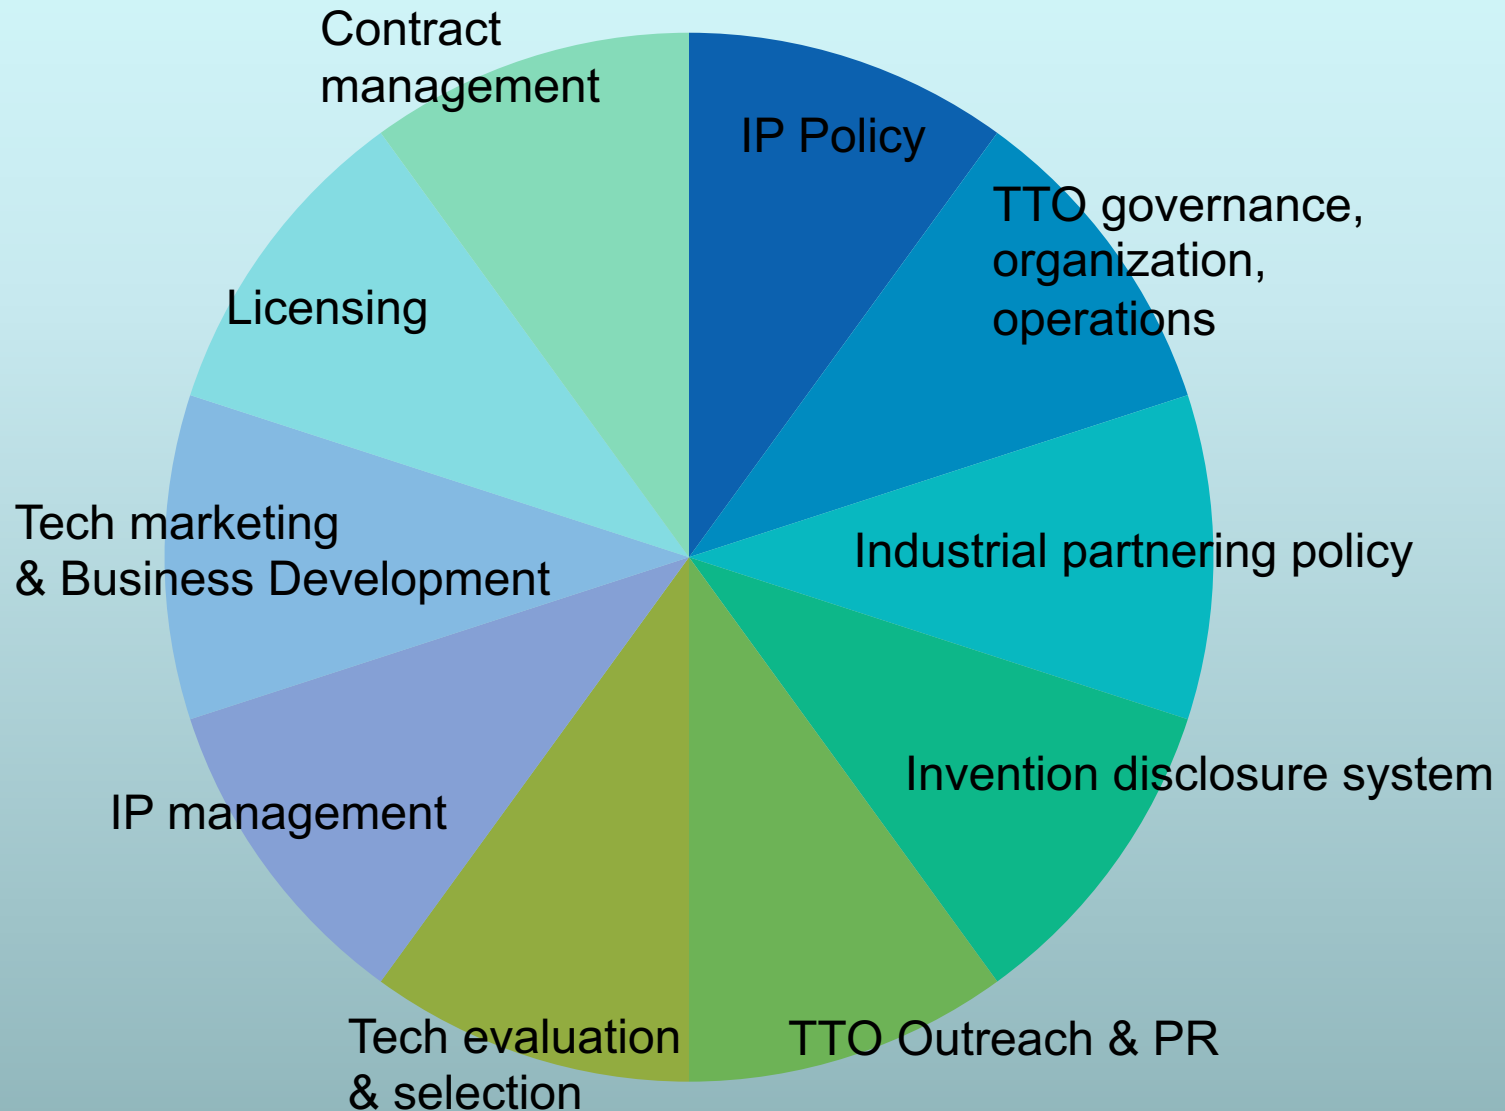 Contract
management
IP Policy
TTO governance,
organization,
operations
Licensing
Tech marketing
& Business Development
Industrial partnering policy
Invention disclosure system
IP management
Tech evaluation
& selection
TTO Outreach & PR